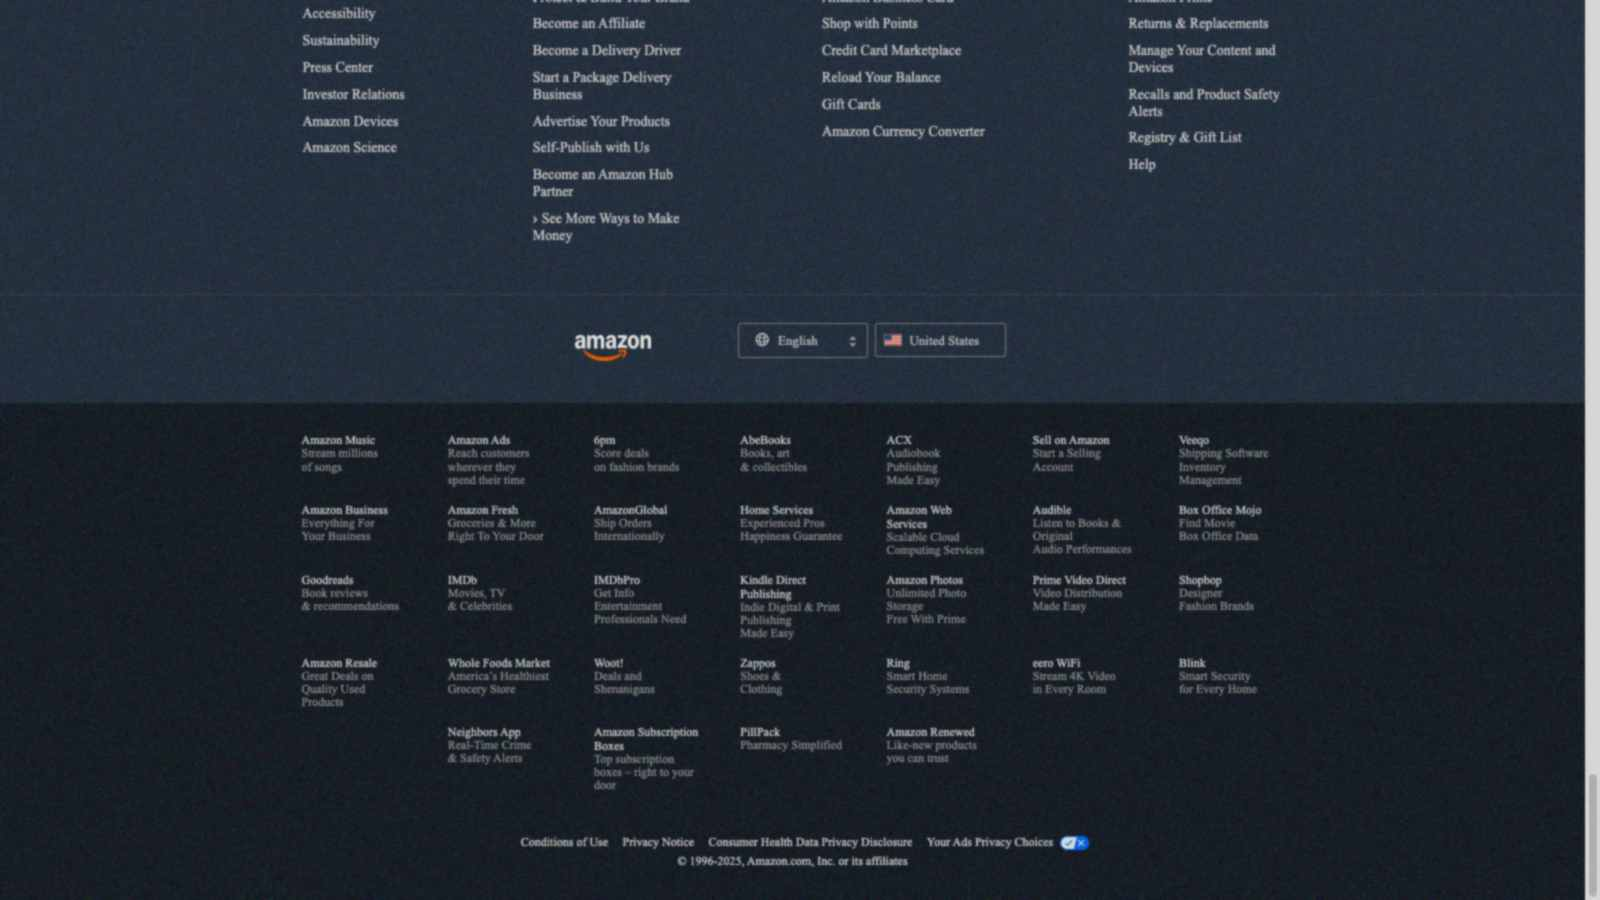 Accessibility
Sustainability
Press Center
Investor Relations
Amazon Devices
Amazon Science
Become an Affiliate
Become a Delivery Driver
Start a Package Delivery
Business
Advertise Your Products
Self-Publish with Us
Become an Amazon Hub
Partner
› See More Ways to Make
Money
Shop with Points
Credit Card Marketplace
Reload Your Balance
Gift Cards
Amazon Currency Converter
Returns & Replacements
Manage Your Content and
Devices
Recalls and Product Safety
Alerts
Registry & Gift List
Help
amazon
English
United States
Amazon Music
Stream millions
of songs
Amazon Ads
Reach customers
wherever they
spend their time
6pm
Score deals
on fashion brands
AbeBooks
Books, art
& collectibles
ACX
Audiobook
Publishing
Made Easy
Sell on Amazon
Start a Selling
Account
Veeqo
Shipping Software
Inventory
Management
Amazon Business
Everything For
Your Business
Amazon Fresh
Groceries & More
Right To Your Door
AmazonGlobal
Ship Orders
Internationally
Home Services
Experienced Pros
Happiness Guarantee
Amazon Web
Services
Scalable Cloud
Computing Services
Audible
Listen to Books &
Original
Audio Performances
Box Office Mojo
Find Movie
Box Office Data
Goodreads
Book reviews
& recommendations
IMDb
Movies, TV
& Celebrities
IMDbPro
Get Info
Entertainment
Professionals Need
Kindle Direct
Publishing
Indie Digital & Print
Publishing
Made Easy
Amazon Photos
Unlimited Photo
Storage
Free With Prime
Prime Video Direct
Video Distribution
Made Easy
Shopbop
Designer
Fashion Brands
Amazon Resale
Great Deals on
Quality Used
Products
Whole Foods Market
America's Healthiest
Grocery Store
Woot!
Deals and
Shenanigans
Zappos
Shoes &
Clothing
Ring
Smart Home
Security Systems
eero WiFi
Stream 4K Video
in Every Room
Blink
Smart Security
for Every Home
Neighbors App
Real-Time Crime
& Safety Alerts
Amazon Subscription
Boxes
Top subscription
boxes – right to your
door
PillPack
Pharmacy Simplified
Amazon Renewed
Like-new products
you can trust
Conditions of Use
Privacy Notice
Consumer Health Data Privacy Disclosure
Your Ads Privacy Choices
© 1996-2025, Amazon.com, Inc. or its affiliates